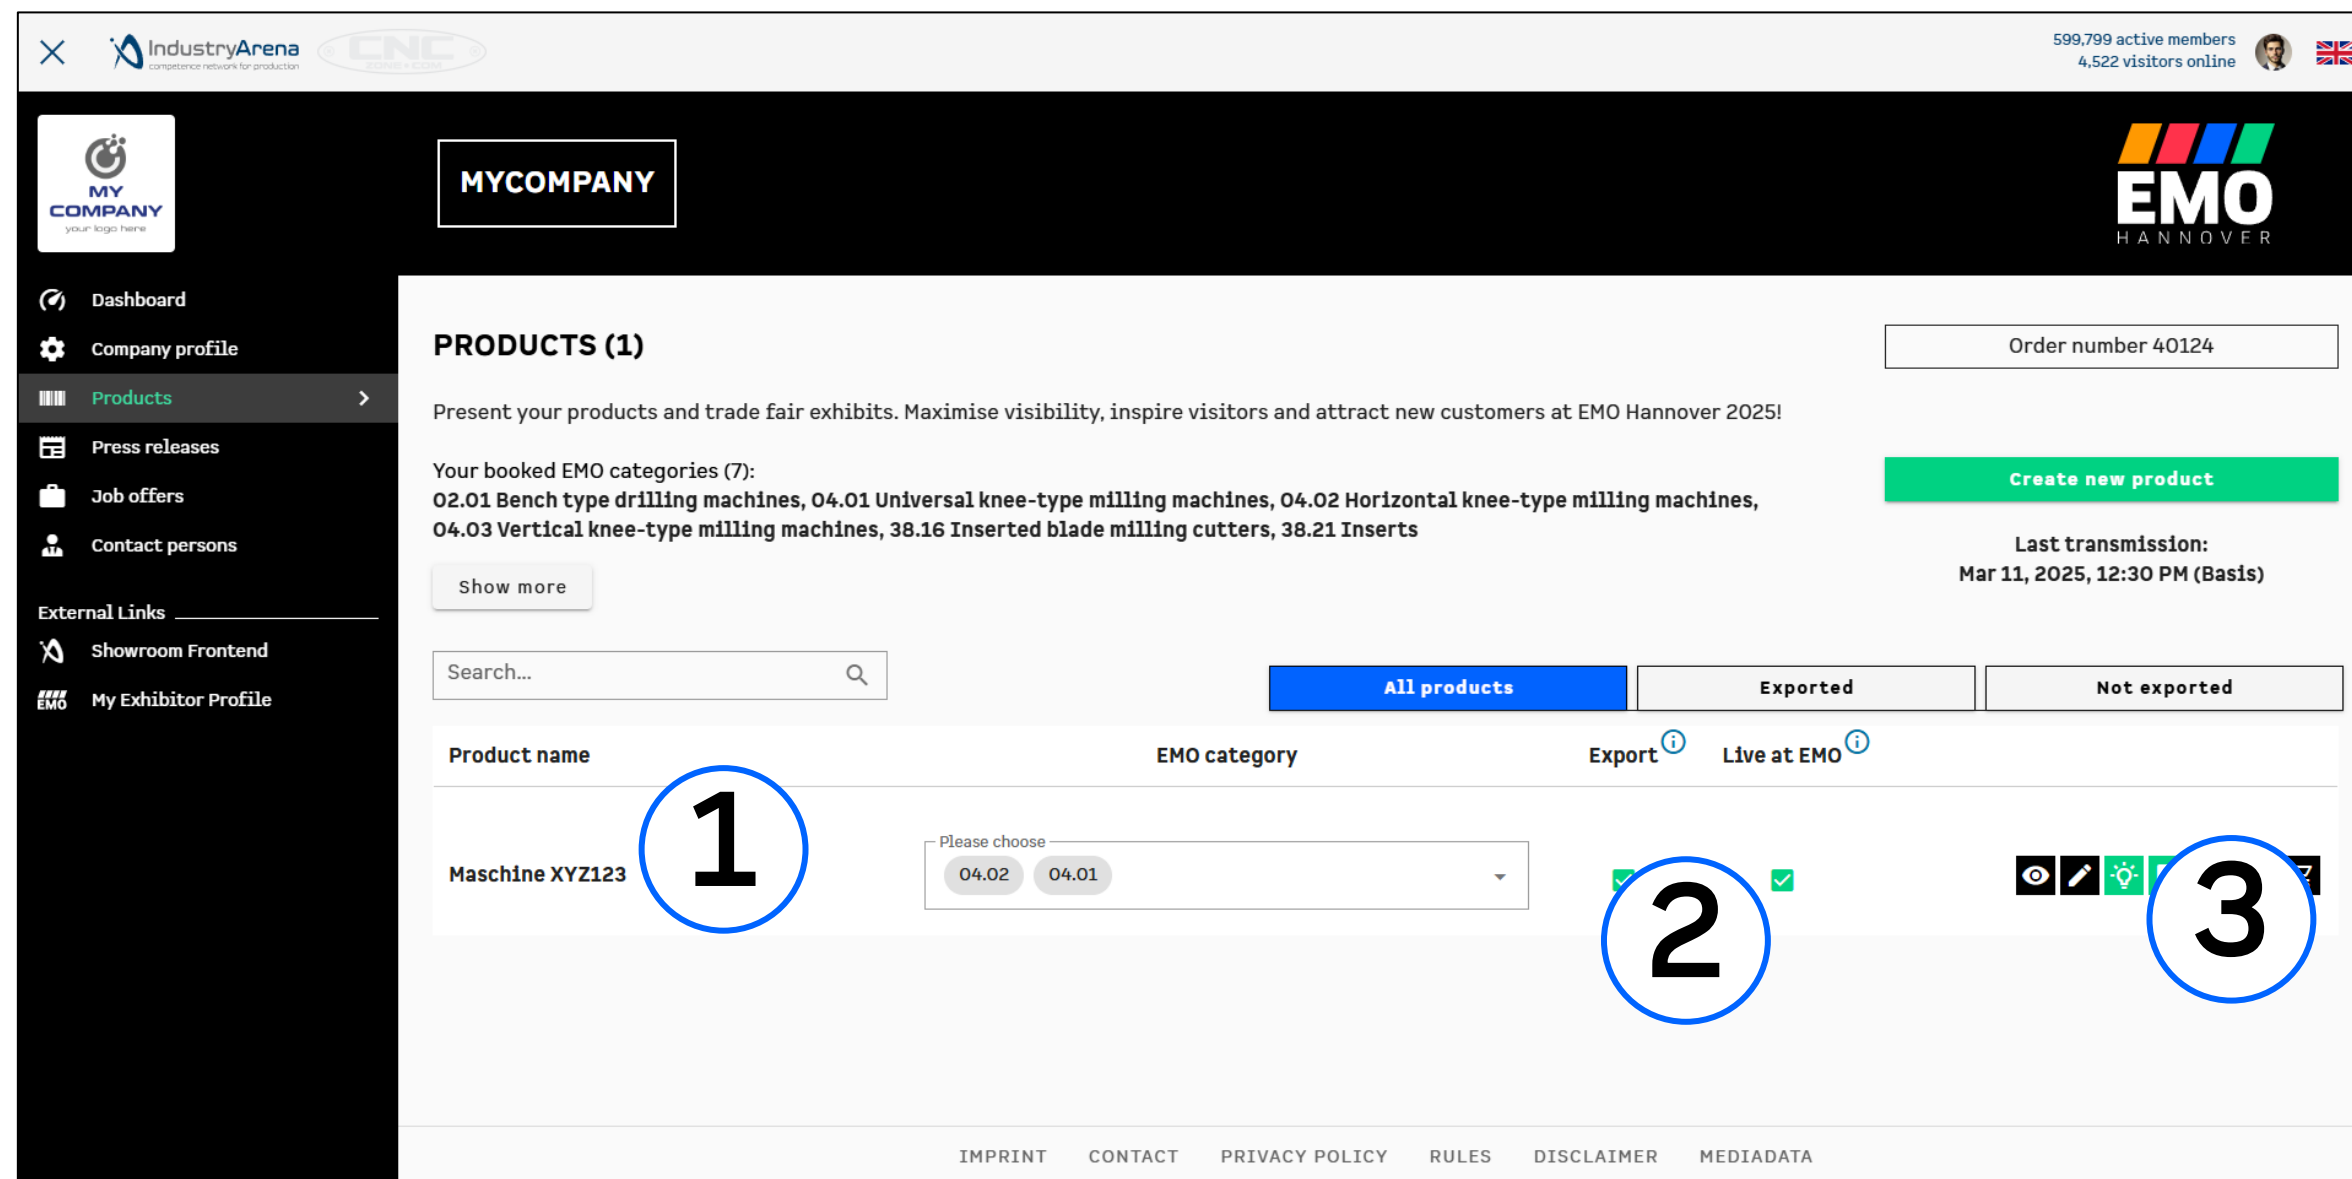 IndustryArena
competence network for production
CNC
ZONE.COM
599,799 active members
4,522 visitors online
MY
COMPANY
your logo here
MYCOMPANY
EMO
HANNOVER
Dashboard
Company profile
Products
Press releases
Job offers
Contact persons
External Links
Showroom Frontend
EMO
My Exhibitor Profile
PRODUCTS (1)
Order number 40124
Present your products and trade fair exhibits. Maximise visibility, inspire visitors and attract new customers at EMO Hannover 2025!
Your booked EMO categories (7):
02.01 Bench type drilling machines, 04.01 Universal knee-type milling machines, 04.02 Horizontal knee-type milling machines,
04.03 Vertical knee-type milling machines, 38.16 Inserted blade milling cutters, 38.21 Inserts
Create new product
Last transmission:
Mar 11, 2025, 12:30 PM (Basis)
Show more
Search...
All products
Exported
Not exported
Product name
EMO category
Export
Live at EMO
Maschine XYZ123
1
Please choose
04.02
04.01
2
3
IMPRINT
CONTACT
PRIVACY POLICY
RULES
DISCLAIMER
MEDIADATA